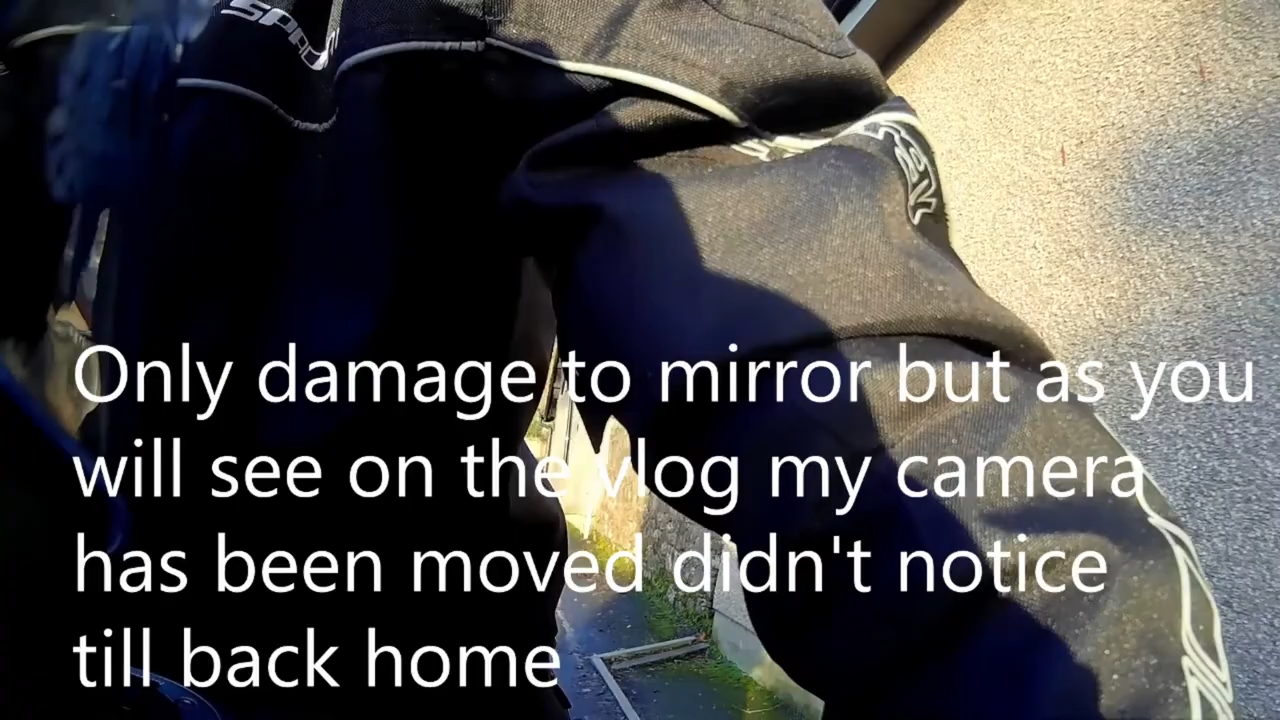 Only damage to mirror but as you
will see on the vlog my camera
has been moved didn't notice
till back home